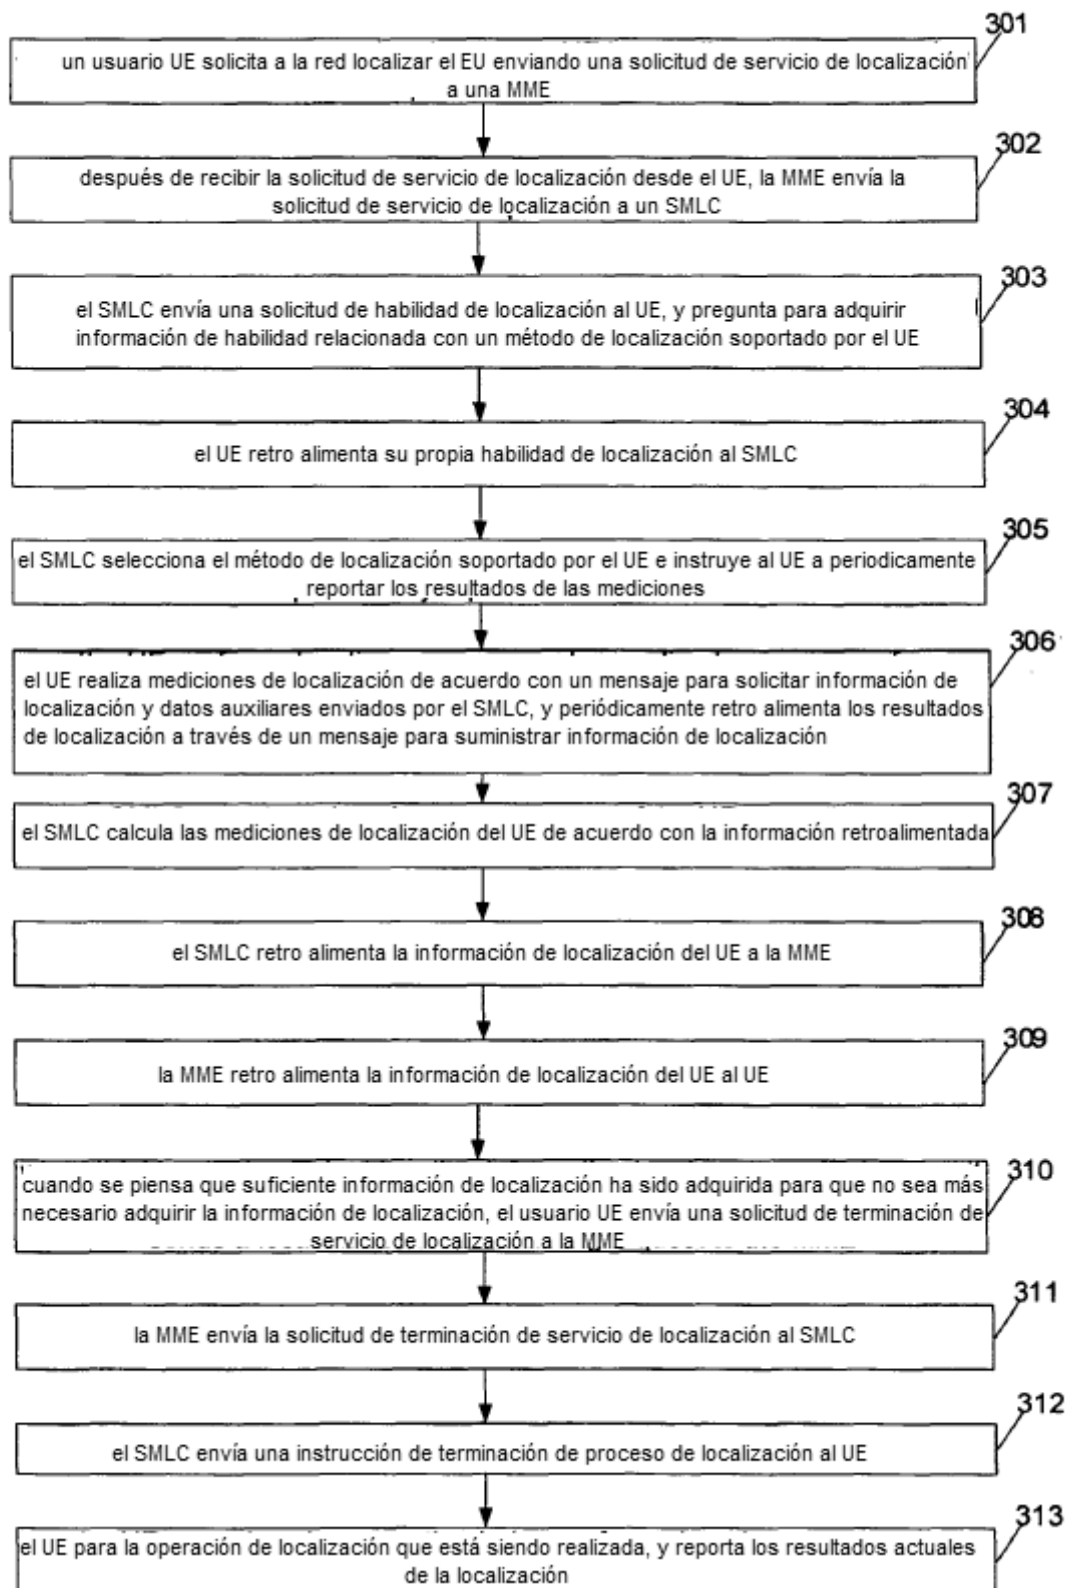 301
un usuario UE solicita a la red localizar el EU enviando una solicitud de servicio de localización
a una MME
302
después de recibir la solicitud de servicio de localización desde el UE, la MME envía la
solicitud de servicio de localización a un SMLC
303
el SMLC envía una solicitud de habilidad de localización al UE, y pregunta para adquirir
información de habilidad relacionada con un método de localización soportado por el UE
304
el UE retro alimenta su propia habilidad de localización al SMLC
305
el SMLC selecciona el método de localización soportado por el UE e instruye al UE a periodicamente
reportar los resultados de las mediciones
306
el UE realiza mediciones de localización de acuerdo con un mensaje para solicitar información de
localización y datos auxiliares enviados por el SMLC, y periódicamente retro alimenta los resultados
de localización a través de un mensaje para suministrar información de localización
307
el SMLC calcula las mediciones de localización del UE de acuerdo con la información retroalimentada
308
el SMLC retro alimenta la información de localización del UE a la MME
309
la MME retro alimenta la información de localización del UE al UE
310
cuando se piensa que suficiente información de localización ha sido adquirida para que no sea más
necesario adquirir la información de localización, el usuario UE envía una solicitud de terminación de
servicio de localización a la MME
311
la MME envía la solicitud de terminación de servicio de localización al SMLC
312
el SMLC envía una instrucción de terminación de proceso de localización al UE
313
el UE para la operación de localización que está siendo realizada, y reporta los resultados actuales
de la localización